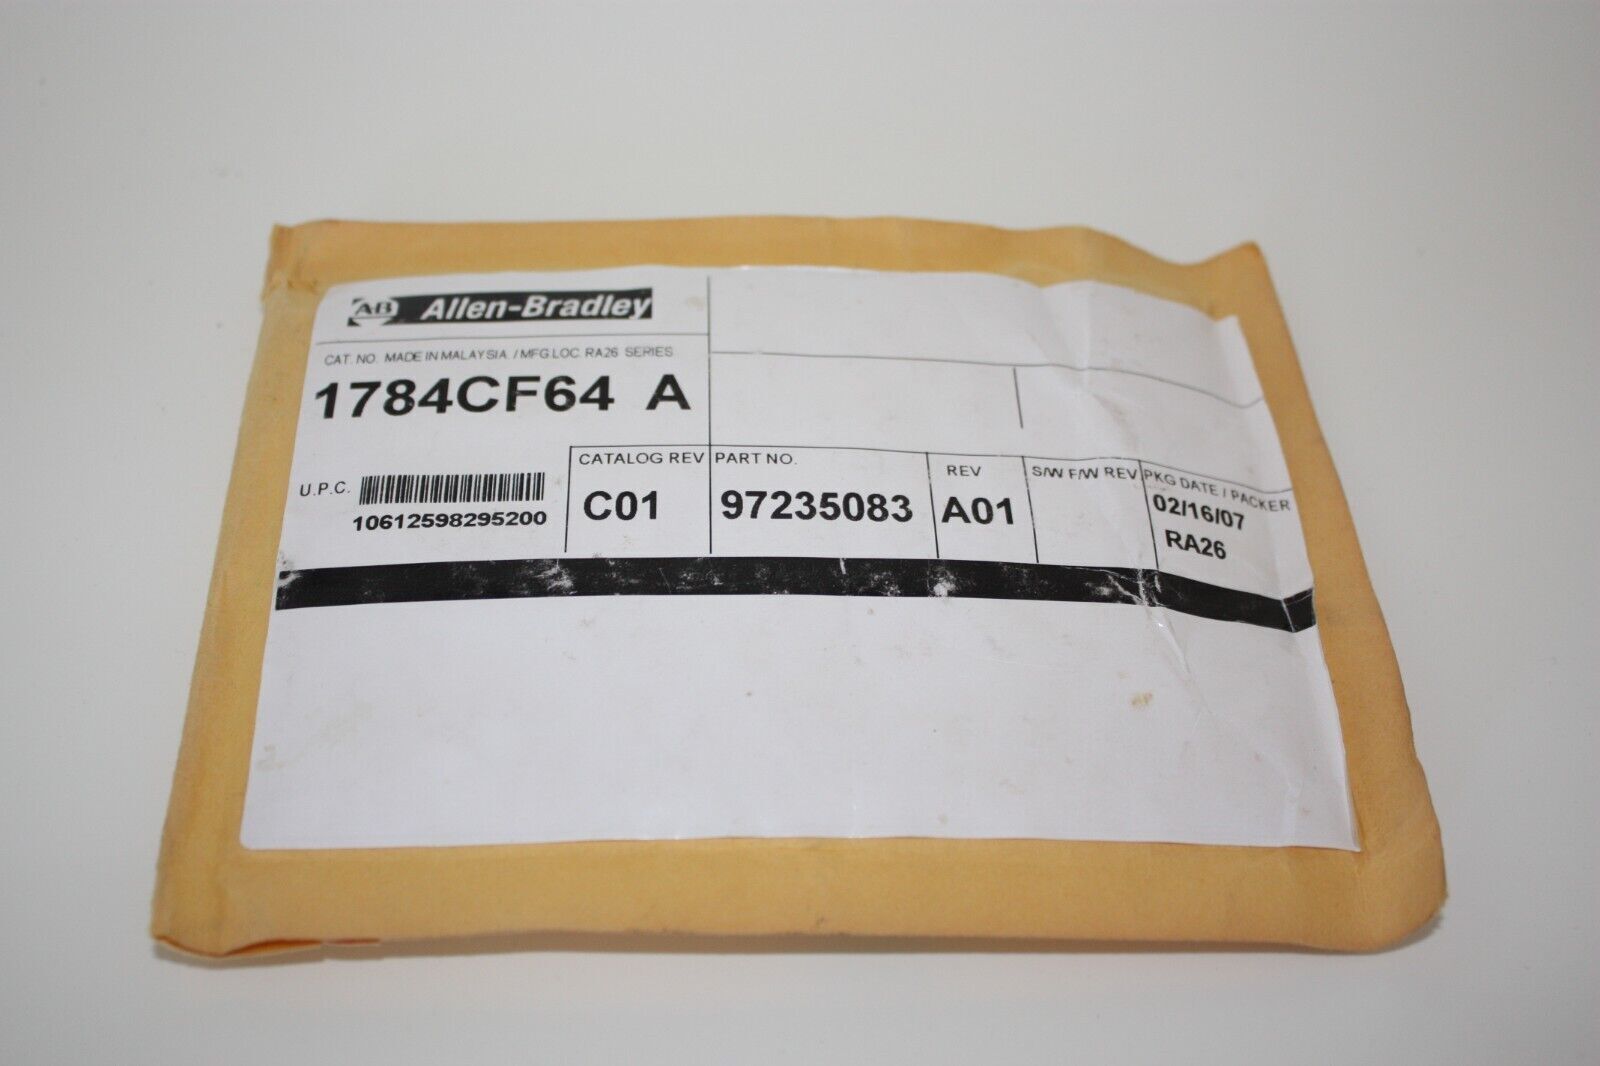 AB Allen-Bradley
CAT. NO. MADE IN MALAYSIA / MFG LOC RA26 SERIES
1784CF64 A
U.P.C.
10612598295200
CATALOG REV
C01
PART NO.
97235083
REV
A01
S/W F/W REV
PKG DATE / PACKER
02/16/07
RA26